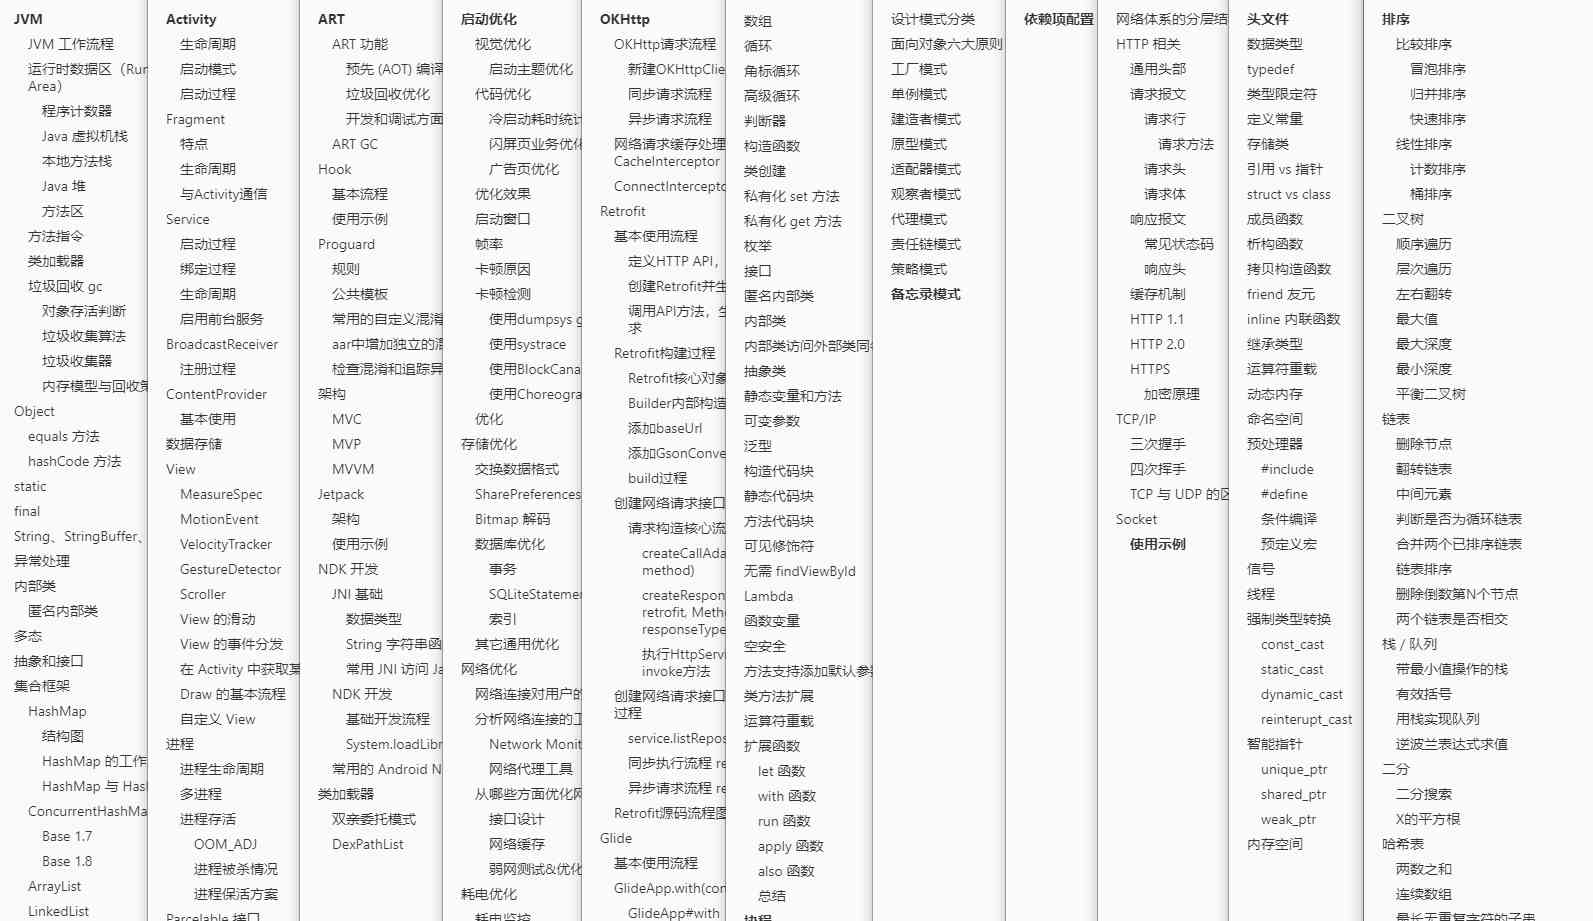 JVM
JVM 工作流程
运行时数据区（Run
Area）
程序计数器
Java 虚拟机栈
本地方法栈
Java 堆
方法区
方法指令
类加载器
垃圾回收 gc
对象存活判断
垃圾收集算法
垃圾收集器
内存模型与回收策
Object
equals 方法
hashCode 方法
static
final
String、StringBuffer、
异常处理
内部类
匿名内部类
多态
抽象和接口
集合框架
HashMap
结构图
HashMap 的工作
HashMap 与 Hash
ConcurrentHashMa
Base 1.7
Base 1.8
ArrayList
LinkedList
Activity
生命周期
启动模式
启动过程
Fragment
特点
生命周期
与Activity通信
Service
启动过程
绑定过程
生命周期
启用前台服务
BroadcastReceiver
注册过程
ContentProvider
基本使用
数据存储
View
MeasureSpec
MotionEvent
VelocityTracker
GestureDetector
Scroller
View 的滑动
View 的事件分发
在 Activity 中获取某
Draw 的基本流程
自定义 View
进程
进程生命周期
多进程
进程存活
OOM_ADJ
进程被杀情况
进程保活方案
Parcelable 接口
ART
ART 功能
预先 (AOT) 编译
垃圾回收优化
开发和调试方面
ART GC
Hook
基本流程
使用示例
Proguard
规则
公共模板
常用的自定义混淆
aar中增加独立的混
检查混淆和追踪异
架构
MVC
MVP
MVVM
Jetpack
架构
使用示例
NDK 开发
JNI 基础
数据类型
String 字符串函
常用 JNI 访问 Ja
NDK 开发
基础开发流程
System.loadLibr
常用的 Android N
类加载器
双亲委托模式
DexPathList
启动优化
视觉优化
启动主题优化
代码优化
冷启动耗时统计
闪屏页业务优化
广告页优化
优化效果
启动窗口
帧率
卡顿原因
卡顿检测
使用dumpsys g
使用systrace
使用BlockCana
使用Choreogra
优化
存储优化
交换数据格式
SharePreferences
Bitmap 解码
数据库优化
事务
SQLiteStatemen
索引
其它通用优化
网络优化
网络连接对用户的
分析网络连接的工
Network Monit
网络代理工具
从哪些方面优化网
接口设计
网络缓存
弱网测试&优化
耗电优化
耗电监控
OKHttp
OKHttp请求流程
新建OKHttpClie
同步请求流程
异步请求流程
网络请求缓存处理
CacheInterceptor
ConnectIntercepto
Retrofit
基本使用流程
定义HTTP API，
创建Retrofit并生
调用API方法，生
求
Retrofit构建过程
Retrofit核心对象
Builder内部构造
添加baseUrl
添加GsonConve
build过程
创建网络请求接口
请求构造核心流
createCallAda
method)
createRespon
retrofit, Metho
responseType
执行HttpServi
invoke方法
创建网络请求接口
过程
service.listRepos
同步执行流程 re
异步请求流程 re
Retrofit源码流程图
Glide
基本使用流程
GlideApp.with(con
GlideApp#with
数组
循环
角标循环
高级循环
判断器
构造函数
类创建
私有化 set 方法
私有化 get 方法
枚举
接口
匿名内部类
内部类
内部类访问外部类同名
抽象类
静态变量和方法
可变参数
泛型
构造代码块
静态代码块
方法代码块
可见修饰符
无需 findViewById
Lambda
函数变量
空安全
方法支持添加默认参数
类方法扩展
运算符重载
扩展函数
let 函数
with 函数
run 函数
apply 函数
also 函数
总结
协程
设计模式分类
面向对象六大原则
工厂模式
单例模式
建造者模式
原型模式
适配器模式
观察者模式
代理模式
责任链模式
策略模式
备忘录模式
依赖项配置
网络体系的分层结
HTTP 相关
通用头部
请求报文
请求行
请求方法
请求头
请求体
响应报文
常见状态码
响应头
缓存机制
HTTP 1.1
HTTP 2.0
HTTPS
加密原理
TCP/IP
三次握手
四次挥手
TCP 与 UDP 的区
Socket
使用示例
头文件
数据类型
typedef
类型限定符
定义常量
存储类
引用 vs 指针
struct vs class
成员函数
析构函数
拷贝构造函数
friend 友元
inline 内联函数
继承类型
运算符重载
动态内存
命名空间
预处理器
#include
#define
条件编译
预定义宏
信号
线程
强制类型转换
const_cast
static_cast
dynamic_cast
reinterupt_cast
智能指针
unique_ptr
shared_ptr
weak_ptr
内存空间
排序
比较排序
冒泡排序
归并排序
快速排序
线性排序
计数排序
桶排序
二叉树
顺序遍历
层次遍历
左右翻转
最大值
最大深度
最小深度
平衡二叉树
链表
删除节点
翻转链表
中间元素
判断是否为循环链表
合并两个已排序链表
链表排序
删除倒数第N个节点
两个链表是否相交
栈 / 队列
带最小值操作的栈
有效括号
用栈实现队列
逆波兰表达式求值
二分
二分搜索
X的平方根
哈希表
两数之和
连续数组
最长无重复字符的子串